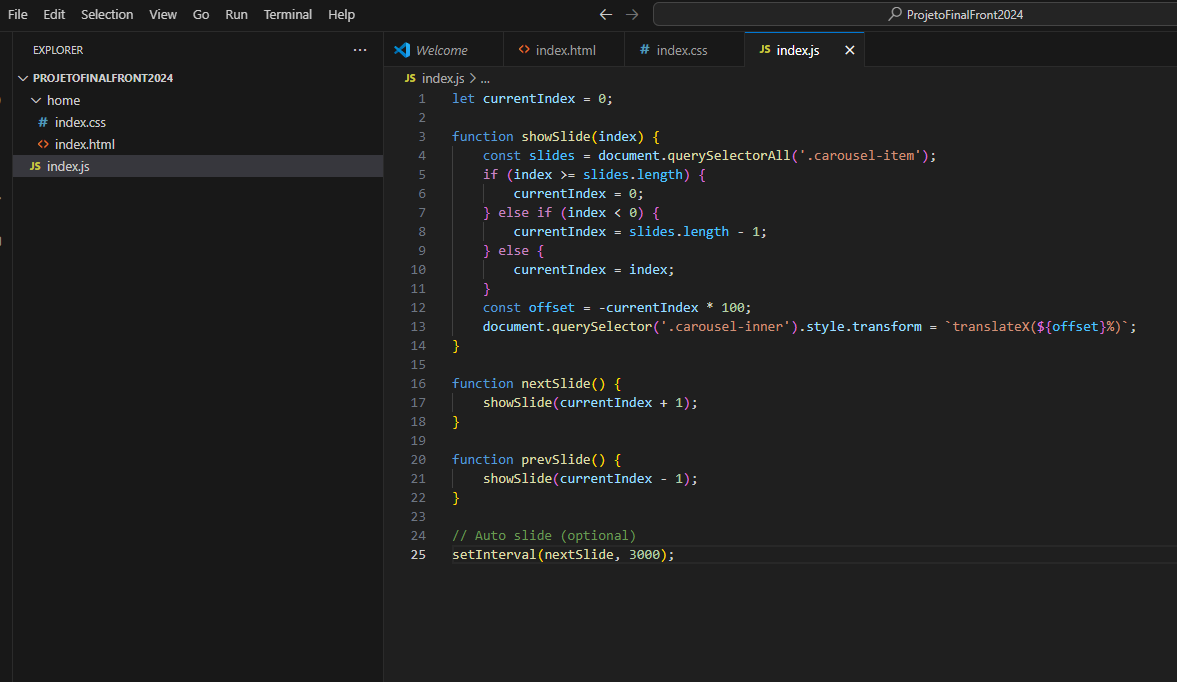 File Edit Selection View Go Run Terminal Help
ProjetoFinalFront2024
EXPLORER
PROJETOFINALFRONT2024
home
# index.css
<> index.html
JS index.js
Welcome
<> index.html
# index.css
JS index.js
JS index.js > ...
1 let currentIndex = 0;
2
3 function showSlide(index) {
4     const slides = document.querySelectorAll('.carousel-item');
5     if (index >= slides.length) {
6         currentIndex = 0;
7     } else if (index < 0) {
8         currentIndex = slides.length - 1;
9     } else {
10         currentIndex = index;
11     }
12     const offset = -currentIndex * 100;
13     document.querySelector('.carousel-inner').style.transform = `translateX(${offset}%)`;
14 }
15
16 function nextSlide() {
17     showSlide(currentIndex + 1);
18 }
19
20 function prevSlide() {
21     showSlide(currentIndex - 1);
22 }
23
24 // Auto slide (optional)
25 setInterval(nextSlide, 3000);